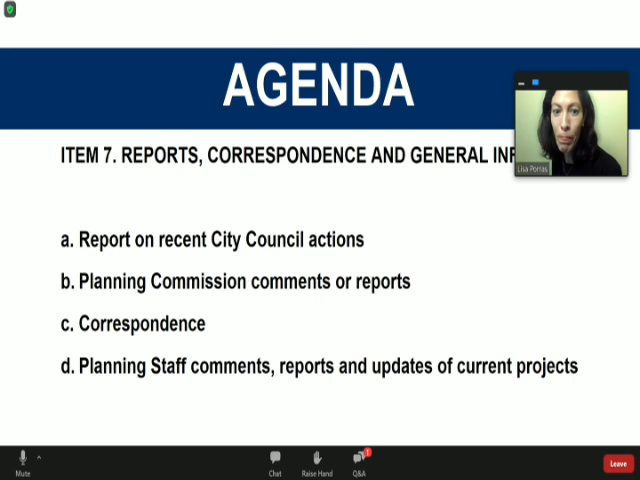 AGENDA
ITEM 7. REPORTS, CORRESPONDENCE AND GENERAL INF
Lisa Porras
a. Report on recent City Council actions
b. Planning Commission comments or reports
c. Correspondence
d. Planning Staff comments, reports and updates of current projects
Mute
Chat
Raise Hand
1
Q&A
Leave